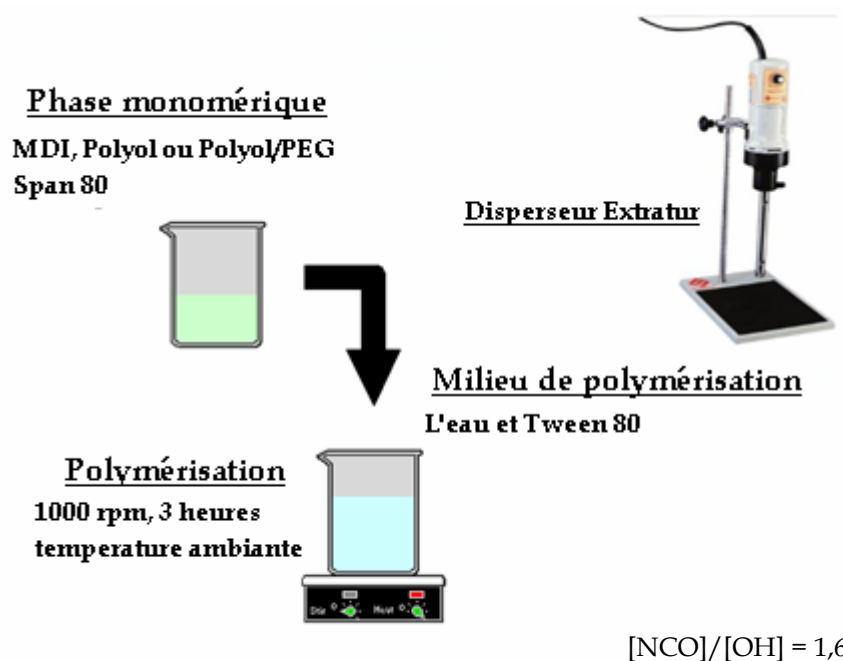 Phase monomérique
MDI, Polyol ou Polyol/PEG
Span 80
Disperseur Extratur
Milieu de polymérisation
L'eau et Tween 80
Polymérisation
1000 rpm, 3 heures
temperature ambiante
[NCO]/[OH] = 1,6